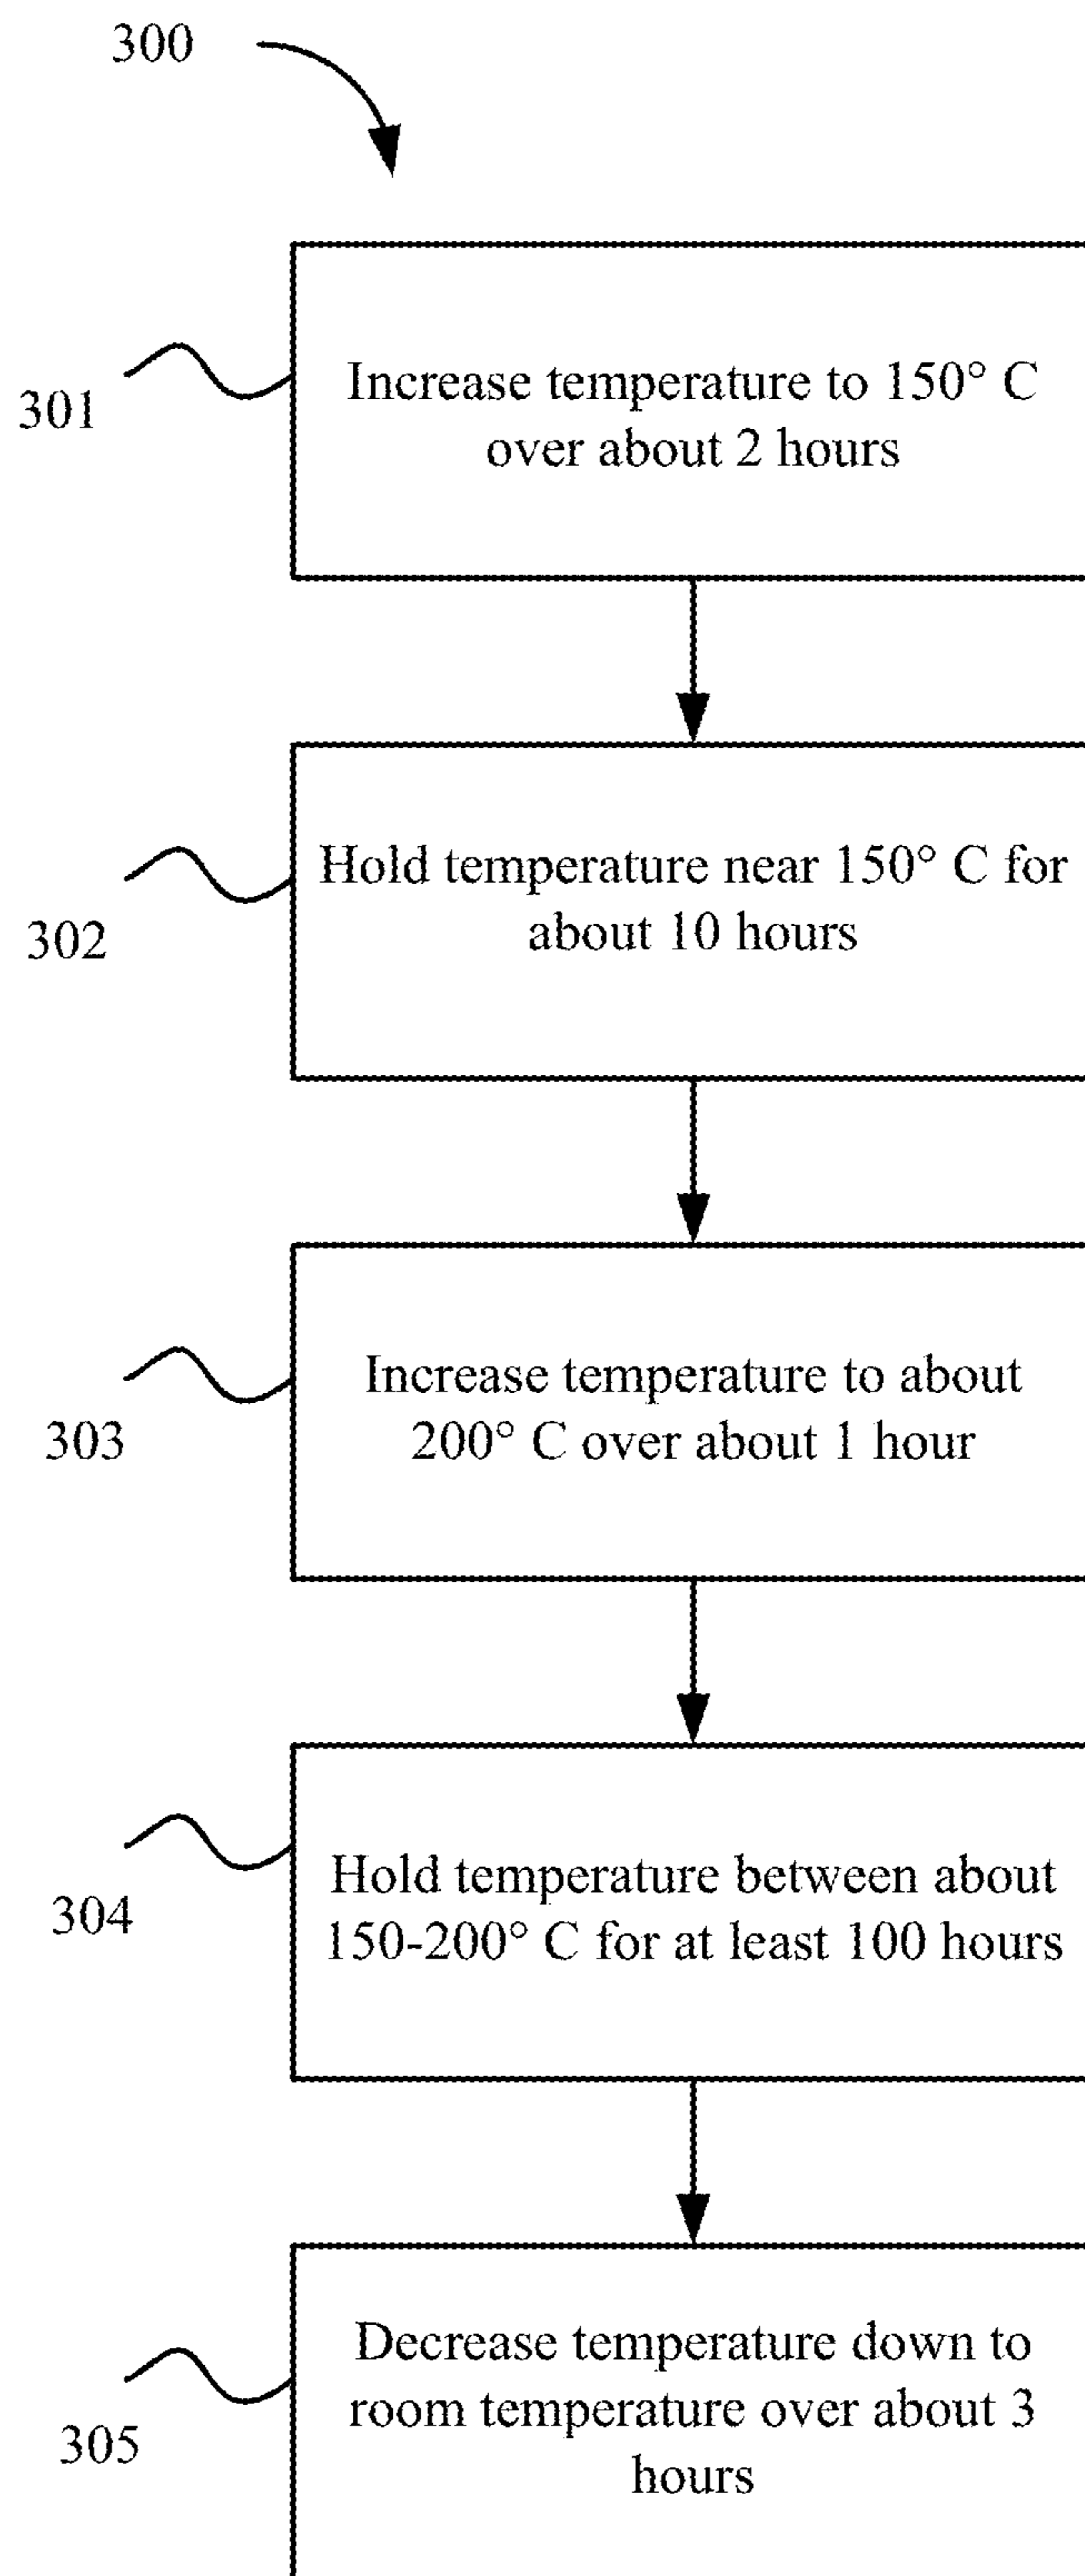 300
301
Increase temperature to 150° C
over about 2 hours
302
Hold temperature near 150° C for
about 10 hours
303
Increase temperature to about
200° C over about 1 hour
304
Hold temperature between about
150-200° C for at least 100 hours
305
Decrease temperature down to
room temperature over about 3
hours